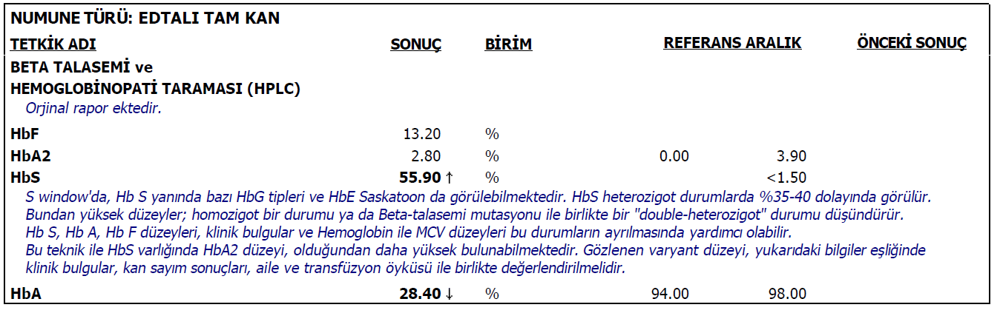 NUMUNE TÜRÜ: EDTALI TAM KAN
TETKİK ADI SONUÇ BİRİM REFERANS ARALIK ÖNCEKİ SONUÇ
BETA TALASEMİ ve
HEMOGLOBİNOPATİ TARAMASI (HPLC)
Orjinal rapor ektedir.
HbF 13.20 %
HbA2 2.80 % 0.00 3.90
HbS 55.90 ↑ % <1.50
S window'da, Hb S yanında bazı HbG tipleri ve HbE Saskatoon da görülebilmektedir. HbS heterozigot durumlarda %35-40 dolayında görülür.
Bundan yüksek düzeyler; homozigot bir durumu ya da Beta-talasemi mutasyonu ile birlikte bir "double-heterozigot" durumu düşündürür.
Hb S, Hb A, Hb F düzeyleri, klinik bulgular ve Hemoglobin ile MCV düzeyleri bu durumların ayrılmasında yardımcı olabilir.
Bu teknik ile HbS varlığında HbA2 düzeyi, olduğundan daha yüksek bulunabilmektedir. Gözlenen varyant düzeyi, yukarıdaki bilgiler eşliğinde
klinik bulgular, kan sayım sonuçları, aile ve transfüzyon öyküsü ile birlikte değerlendirilmelidir.
HbA 28.40 ↓ % 94.00 98.00